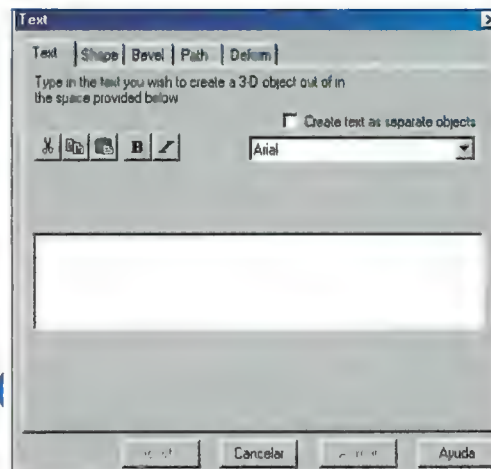 Text
Text Shape Bevel Path Deform
Type in the text you wish to create a 3-D object out of in
the space provided below
Create text as separate objects
B I
Arial
Cancelar Ayuda